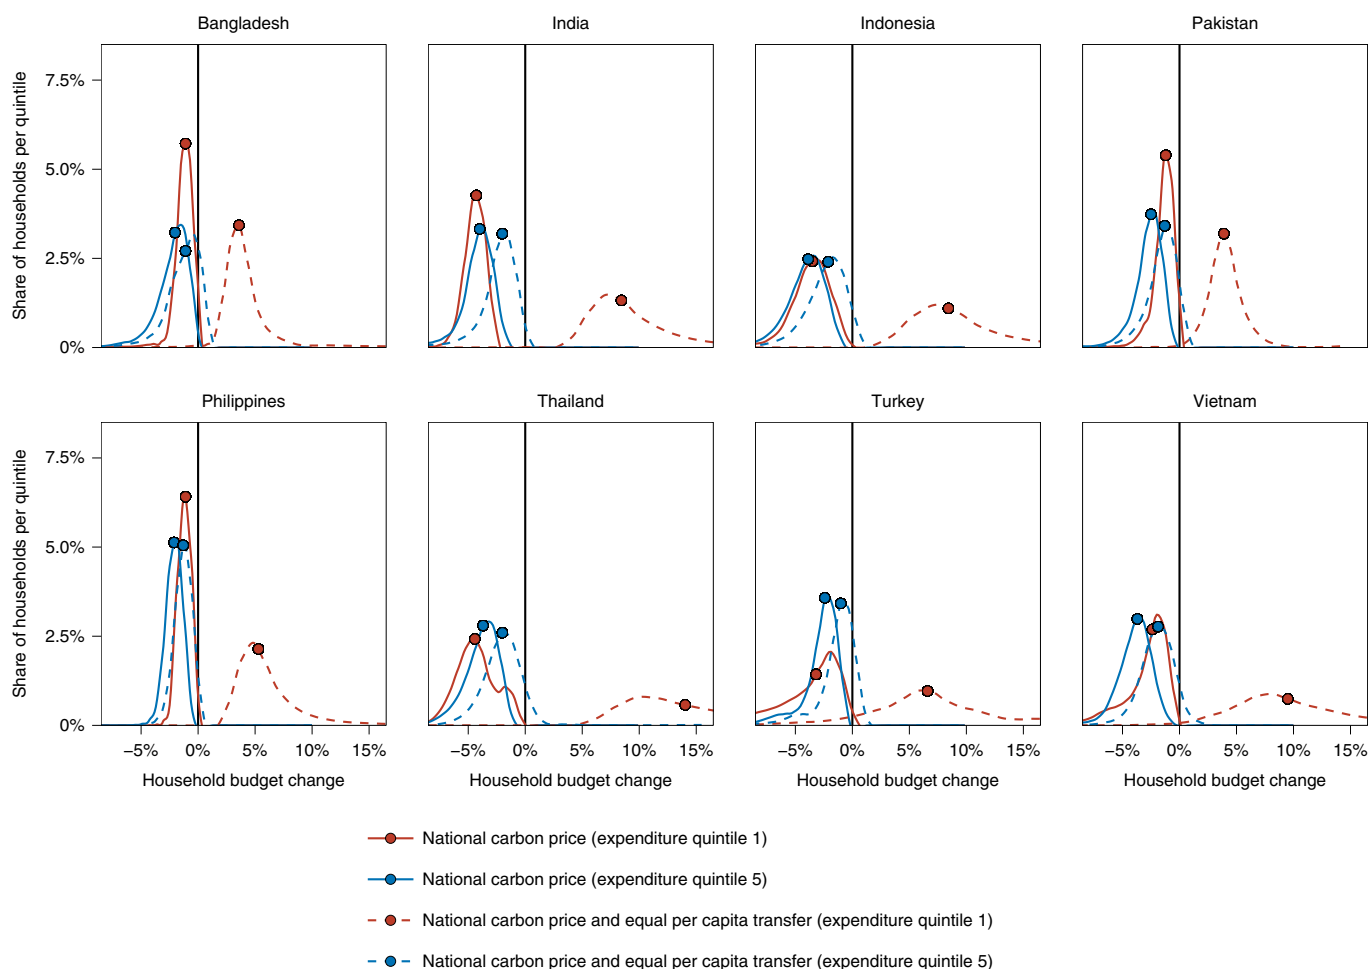 Bangladesh
India
Indonesia
Pakistan
Share of households per quintile
7.5%
5.0%
2.5%
0%
Philippines
Thailand
Turkey
Vietnam
Share of households per quintile
7.5%
5.0%
2.5%
0%
−5% 0% 5% 10% 15%
−5% 0% 5% 10% 15%
−5% 0% 5% 10% 15%
−5% 0% 5% 10% 15%
Household budget change
Household budget change
Household budget change
Household budget change
National carbon price (expenditure quintile 1)
National carbon price (expenditure quintile 5)
National carbon price and equal per capita transfer (expenditure quintile 1)
National carbon price and equal per capita transfer (expenditure quintile 5)